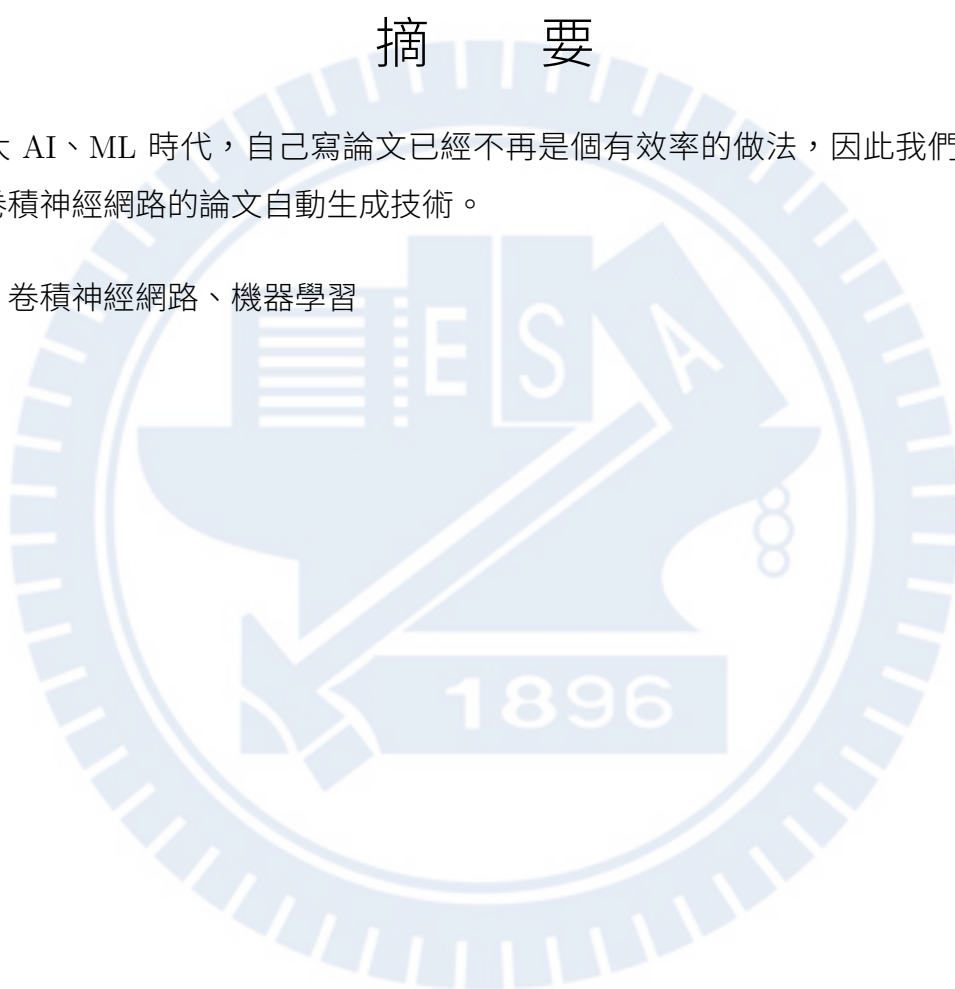 摘 要
大 AI、ML 時代，自己寫論文已經不再是個有效率的做法，因此我們
卷積神經網路的論文自動生成技術。
卷積神經網路、機器學習
E S A
1896